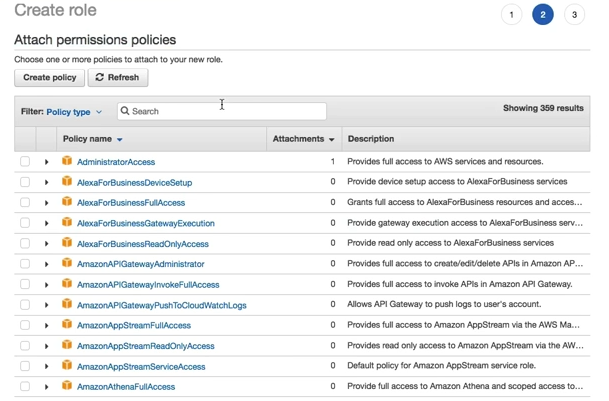 Create role
1 2 3
Attach permissions policies
Choose one or more policies to attach to your new role.
Create policy Refresh
Filter: Policy type Search Showing 359 results
Policy name Attachments Description
AdministratorAccess 1 Provides full access to AWS services and resources.
AlexaForBusinessDeviceSetup 0 Provide device setup access to AlexaForBusiness services
AlexaForBusinessFullAccess 0 Grants full access to AlexaForBusiness resources and acces...
AlexaForBusinessGatewayExecution 0 Provide gateway execution access to AlexaForBusiness serv...
AlexaForBusinessReadOnlyAccess 0 Provide read only access to AlexaForBusiness services
AmazonAPIGatewayAdministrator 0 Provides full access to create/edit/delete APIs in Amazon AP...
AmazonAPIGatewayInvokeFullAccess 0 Provides full access to invoke APIs in Amazon API Gateway.
AmazonAPIGatewayPushToCloudWatchLogs 0 Allows API Gateway to push logs to user's account.
AmazonAppStreamFullAccess 0 Provides full access to Amazon AppStream via the AWS Ma...
AmazonAppStreamReadOnlyAccess 0 Provides read only access to Amazon AppStream via the AW...
AmazonAppStreamServiceAccess 0 Default policy for Amazon AppStream service role.
AmazonAthenaFullAccess 0 Provide full access to Amazon Athena and scoped access to...